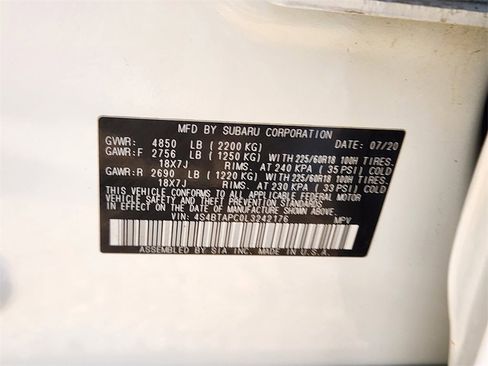 MFD BY SUBARU CORPORATION DATE: 07/20
GVWR: 4850 LB (2200 KG)
GAWR:F 2756 LB (1250 KG) WITH 225/60R18 100H TIRES.
18X7J RIMS. AT 240 KPA (35 PSI) COLD
GAWR:R 2690 LB (1220 KG) WITH 225/60R18 100H TIRES.
18X7J RIMS. AT 230 KPA (33 PSI) COLD
THIS VEHICLE CONFORMS TO ALL APPLICABLE FEDERAL MOTOR
VEHICLE SAFETY AND THEFT PREVENTION STANDARDS
IN EFFECT ON THE DATE OF MANUFACTURE SHOWN ABOVE.
VIN: 4S4BTAPC0L3242176 MPV
ASSEMBLED BY SIA INC. MADE IN U.S.A.